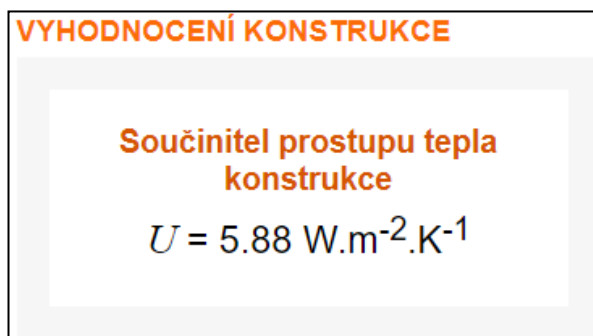 VYHODNOCENÍ KONSTRUKCE
Součinitel prostupu tepla
konstrukce
U = 5.88 W.m⁻².K⁻¹